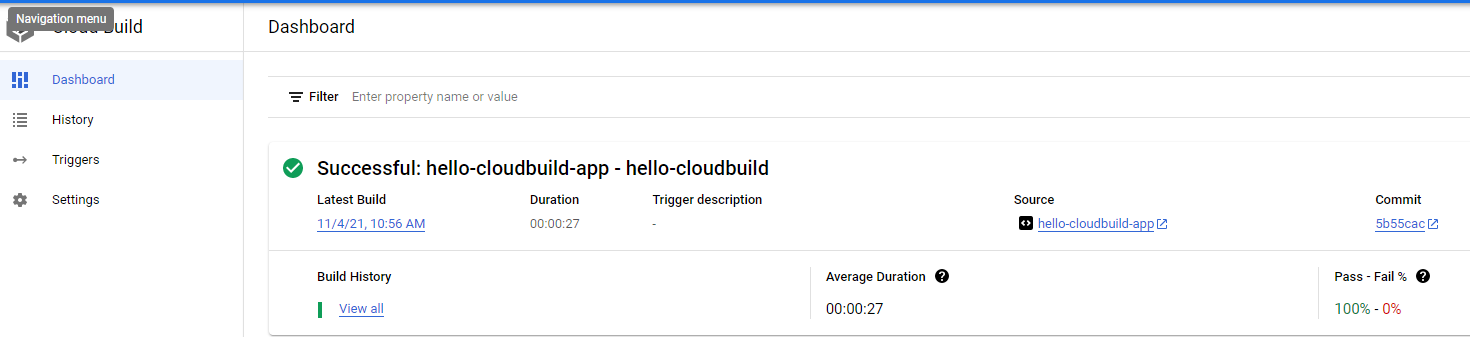 Navigation menu
Cloud Build
Dashboard
Dashboard
History
Triggers
Settings
Filter Enter property name or value
Successful: hello-cloudbuild-app - hello-cloudbuild
Latest Build Duration Trigger description Source Commit
11/4/21, 10:56 AM 00:00:27 - hello-cloudbuild-app 5b55cac
Build History Average Duration ? Pass - Fail % ?
View all 00:00:27 100% - 0%